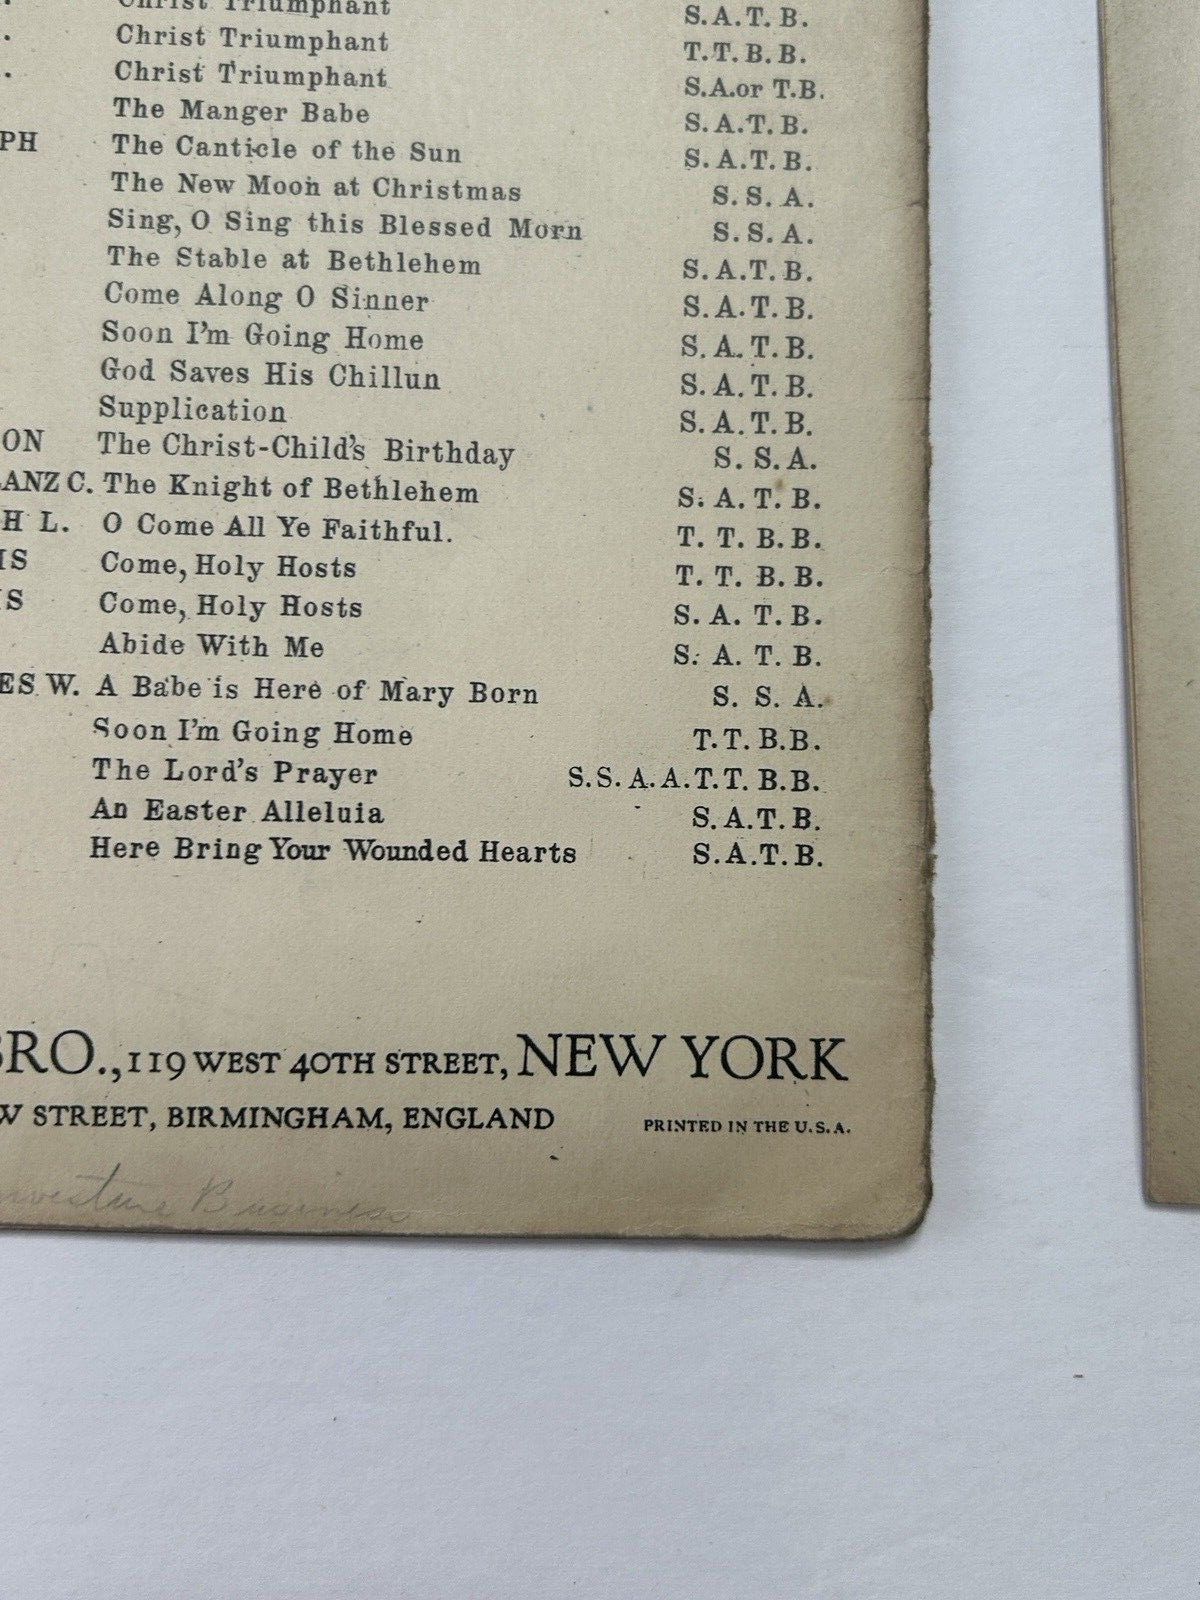 Christ Triumphant S.A.T.B.
. Christ Triumphant T.T.B.B.
. Christ Triumphant S.A.or T.B.
The Manger Babe S.A.T.B.
PH The Canticle of the Sun S.A.T.B.
The New Moon at Christmas S.S.A.
Sing, O Sing this Blessed Morn S.S.A.
The Stable at Bethlehem S.A.T.B.
Come Along O Sinner S.A.T.B.
Soon I'm Going Home S.A.T.B.
God Saves His Chillun S.A.T.B.
Supplication S.A.T.B.
ON The Christ-Child's Birthday S.S.A.
ANZ C. The Knight of Bethlehem S.A.T.B.
H L. O Come All Ye Faithful. T.T.B.B.
IS Come, Holy Hosts T.T.B.B.
IS Come, Holy Hosts S.A.T.B.
Abide With Me S.A.T.B.
ES W. A Babe is Here of Mary Born S.S.A.
Soon I'm Going Home T.T.B.B.
The Lord's Prayer S.S.A.A.T.T.B.B.
An Easter Alleluia S.A.T.B.
Here Bring Your Wounded Hearts S.A.T.B.
BRO., 119 WEST 40TH STREET, NEW YORK
W STREET, BIRMINGHAM, ENGLAND PRINTED IN THE U.S.A.
Business